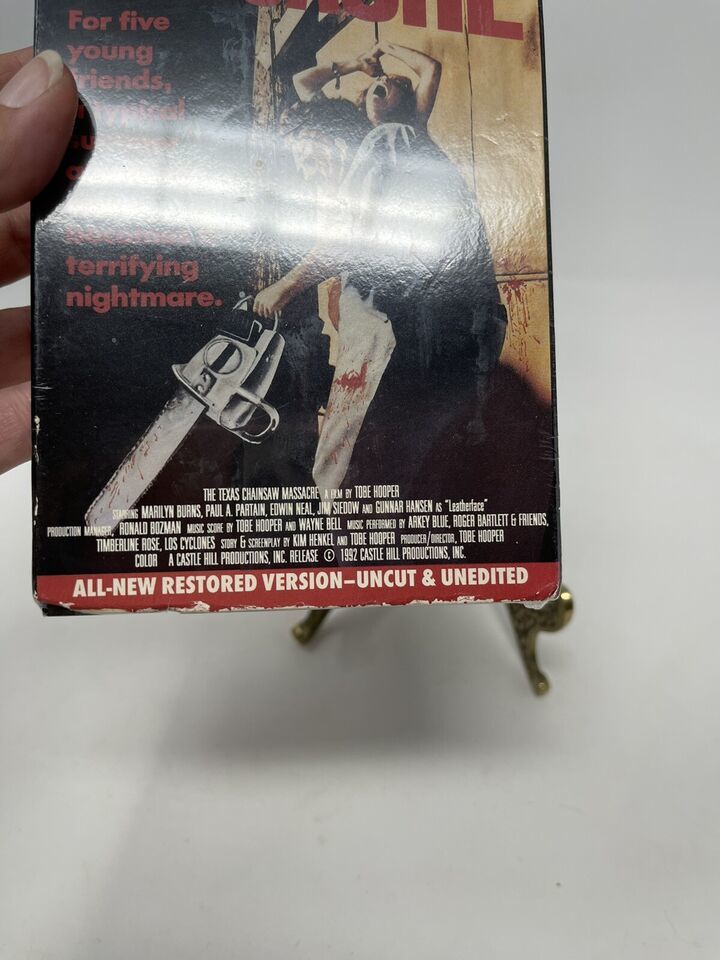 For five
young
friends,
terrifying
nightmare.
THE TEXAS CHAINSAW MASSACRE A FILM BY TOBE HOOPER
STARRING MARILYN BURNS, PAUL A. PARTAIN, EDWIN NEAL, JIM SIEDOW AND GUNNAR HANSEN AS "Leatherface"
PRODUCTION MANAGER, RONALD BOZMAN MUSIC SCORE BY TOBE HOOPER AND WAYNE BELL MUSIC PERFORMED BY ARKEY BLUE, ROGER BARTLETT & FRIENDS,
TIMBERLINE ROSE, LOS CYCLONES STORY & SCREENPLAY BY KIM HENKEL AND TOBE HOOPER PRODUCER/DIRECTOR, TOBE HOOPER
COLOR A CASTLE HILL PRODUCTIONS, INC. RELEASE © 1992 CASTLE HILL PRODUCTIONS, INC.
ALL-NEW RESTORED VERSION–UNCUT & UNEDITED